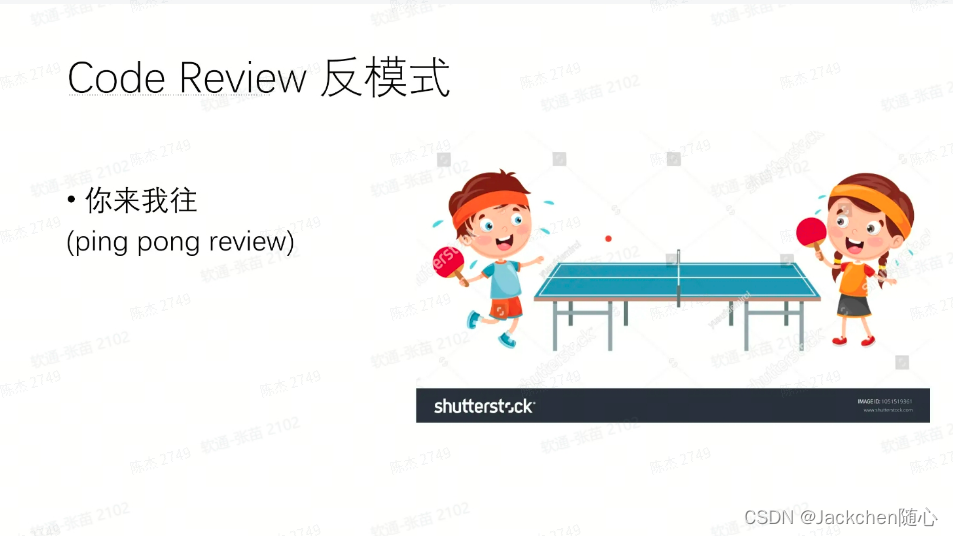 Code Review 反模式
• 你来我往
(ping pong review)
shutterstock
IMAGE ID: 1051519361
www.shutterstock.com
陈杰 2749
软通-张苗 2102
CSDN @Jackchen随心